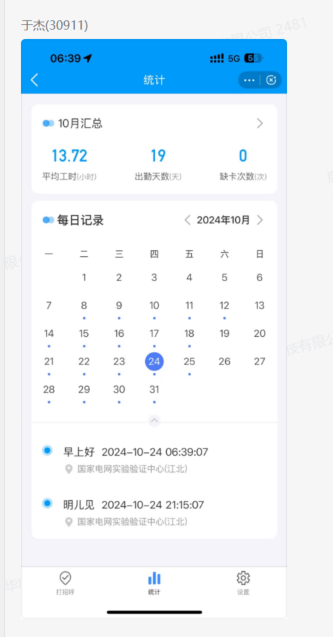 于杰(30911)
06:39
5G
统计
10月汇总
13.72 19 0
平均工时(小时) 出勤天数(天) 缺卡次数(次)
每日记录 2024年10月
一 二 三 四 五 六 日
1 2 3 4 5 6
7 8 9 10 11 12 13
14 15 16 17 18 19 20
21 22 23 24 25 26 27
28 29 30 31
早上好 2024-10-24 06:39:07
国家电网实验验证中心(江北)
明儿见 2024-10-24 21:15:07
国家电网实验验证中心(江北)
打招呼 统计 设置